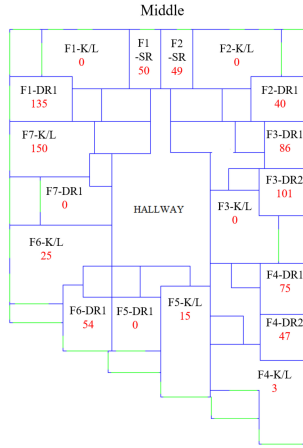 Middle
F1-K/L
0
F1
-SR
50
F2
-SR
49
F2-K/L
0
F1-DR1
135
F2-DR1
40
F7-K/L
150
F3-DR1
86
F7-DR1
0
F3-DR2
101
HALLWAY
F3-K/L
0
F6-K/L
25
F4-DR1
75
F6-DR1
54
F5-DR1
0
F5-K/L
15
F4-DR2
47
F4-K/L
3